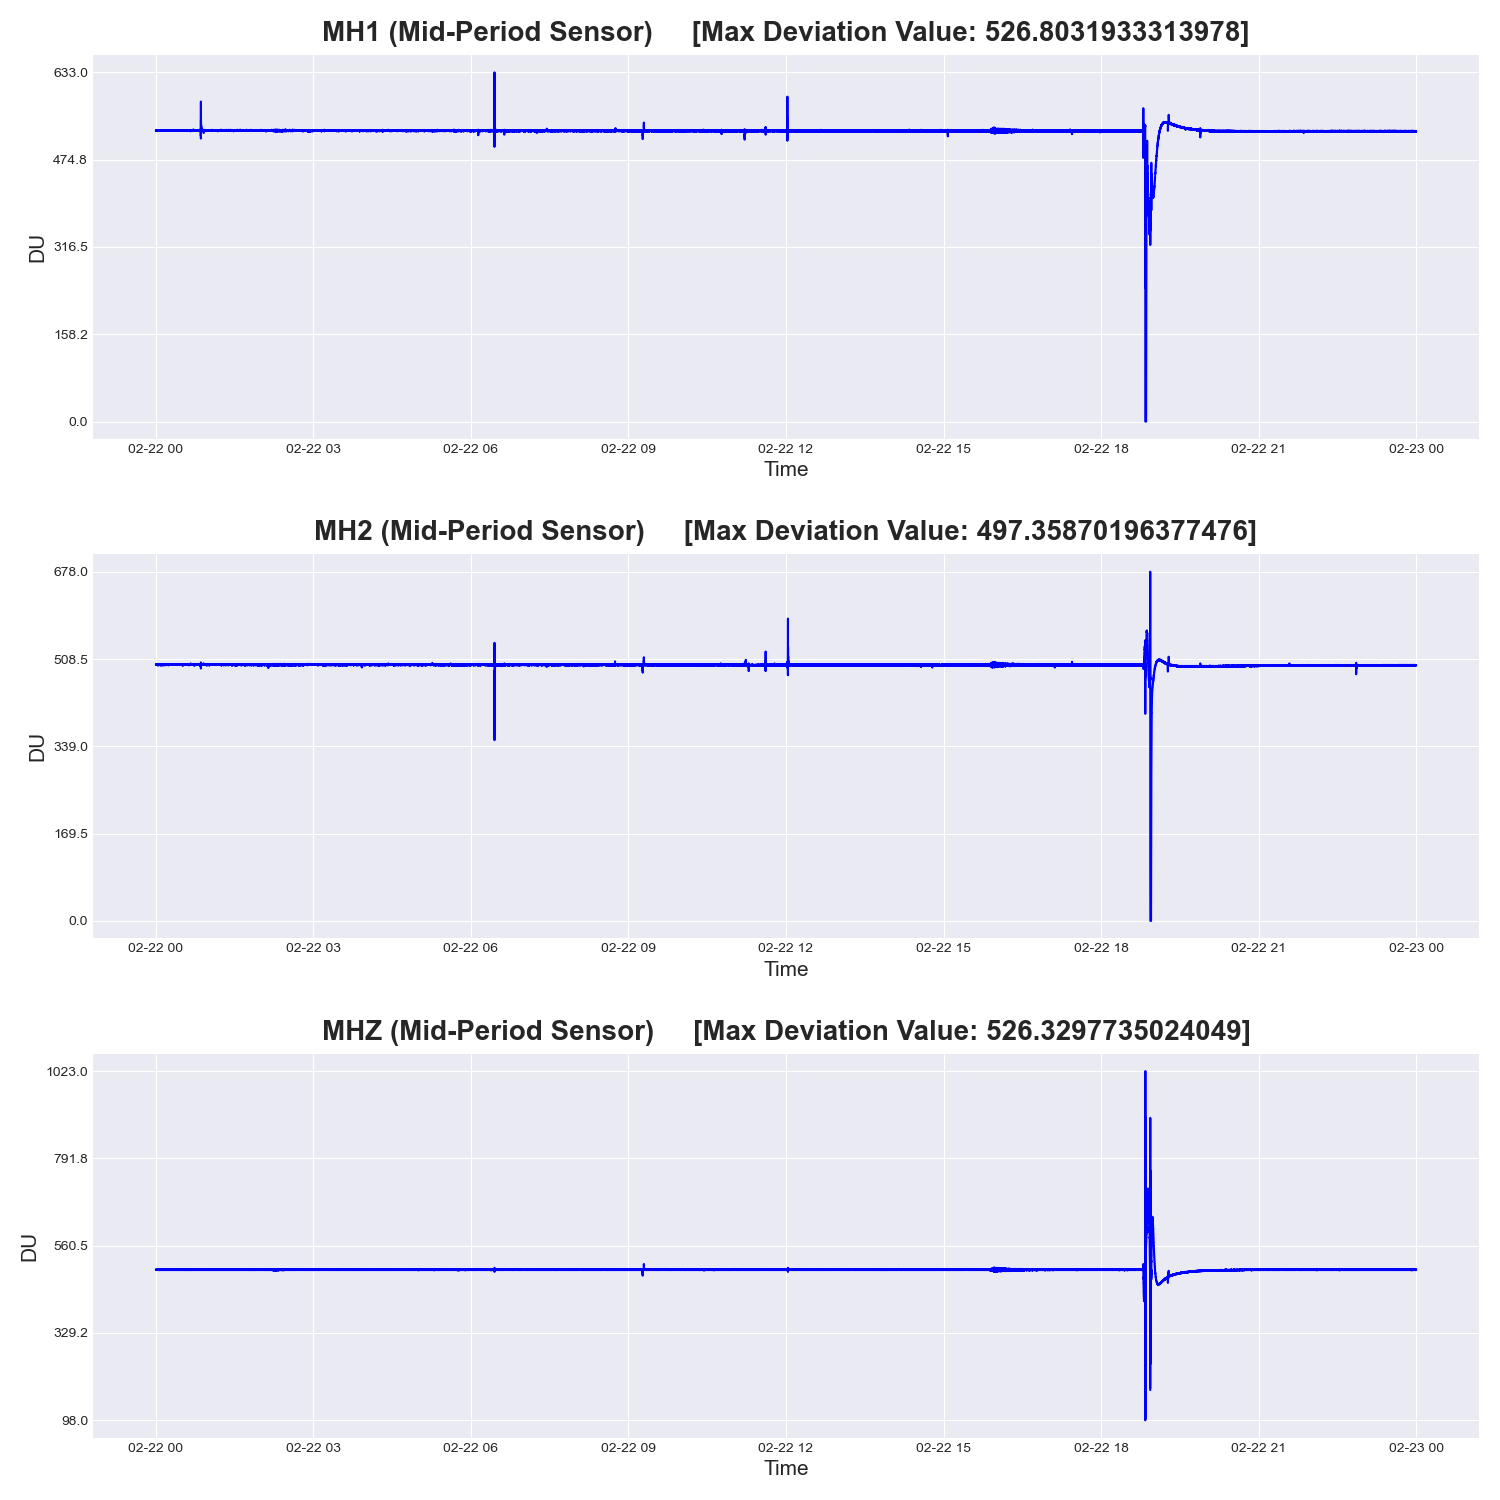 MH1 (Mid-Period Sensor) [Max Deviation Value: 526.8031933313978]
633.0
474.8
316.5
158.2
0.0
DU
02-22 00 02-22 03 02-22 06 02-22 09 02-22 12 02-22 15 02-22 18 02-22 21 02-23 00
Time
MH2 (Mid-Period Sensor) [Max Deviation Value: 497.35870196377476]
678.0
508.5
339.0
169.5
0.0
DU
02-22 00 02-22 03 02-22 06 02-22 09 02-22 12 02-22 15 02-22 18 02-22 21 02-23 00
Time
MHZ (Mid-Period Sensor) [Max Deviation Value: 526.3297735024049]
1023.0
791.8
560.5
329.2
98.0
DU
02-22 00 02-22 03 02-22 06 02-22 09 02-22 12 02-22 15 02-22 18 02-22 21 02-23 00
Time